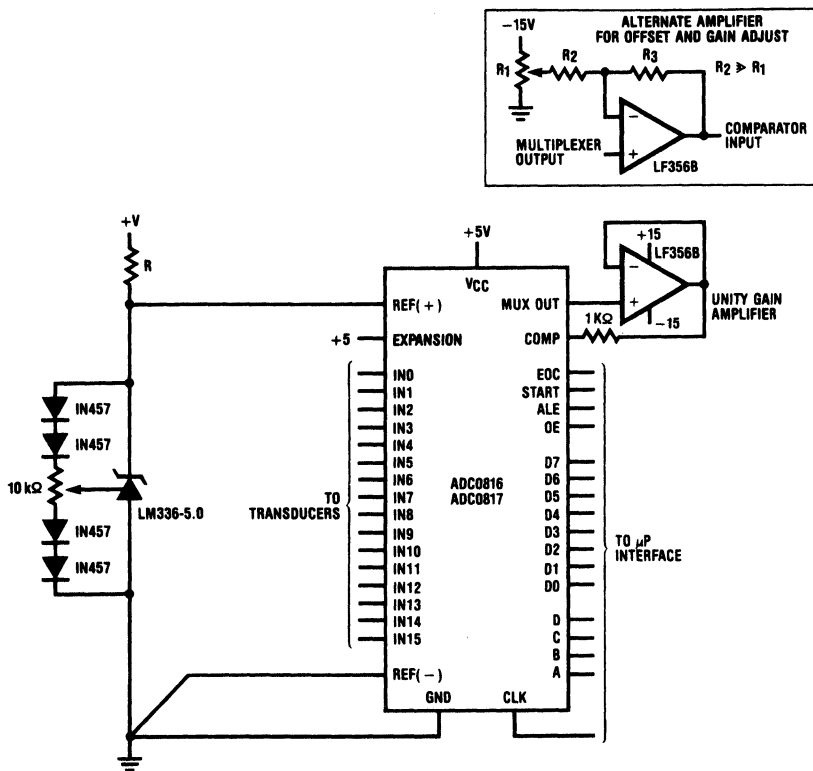 ALTERNATE AMPLIFIER
FOR OFFSET AND GAIN ADJUST
-15V
R1
R2
R3
R2 ≫ R1
−
+
MULTIPLEXER
OUTPUT
LF356B
COMPARATOR
INPUT
+V
R
+5V
VCC
REF(+)
MUX OUT
+15
LF356B
−
+
-15
UNITY GAIN
AMPLIFIER
1KΩ
+5
EXPANSION
COMP
IN0
IN1
IN2
IN3
IN4
IN5
IN6
IN7
IN8
IN9
IN10
IN11
IN12
IN13
IN14
IN15
EOC
START
ALE
OE
D7
D6
D5
D4
D3
D2
D1
D0
D
C
B
A
ADC0816
ADC0817
TO
TRANSDUCERS
TO µP
INTERFACE
IN457
IN457
10 kΩ
LM336-5.0
IN457
IN457
REF(−)
GND
CLK